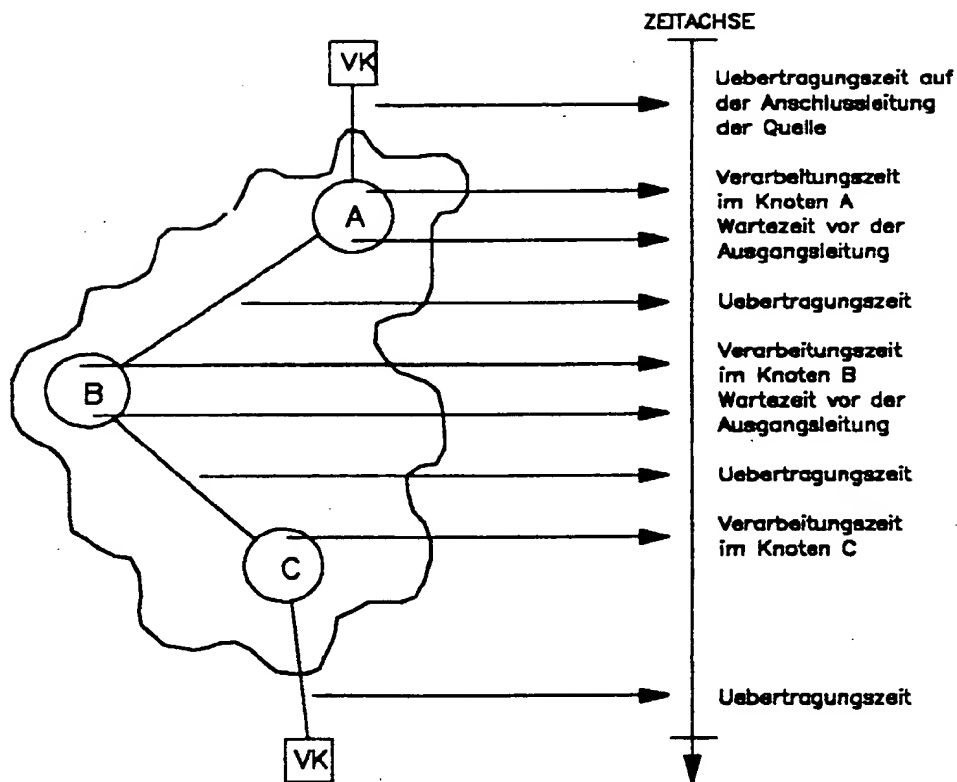 ZEITACHSE
VK
Uebertragungszeit auf
der Anschlussleitung
der Quelle
A
Verarbeitungszeit
im Knoten A
Wartezeit vor der
Ausgangsleitung
Uebertragungszeit
B
Verarbeitungszeit
im Knoten B
Wartezeit vor der
Ausgangsleitung
Uebertragungszeit
C
Verarbeitungszeit
im Knoten C
Uebertragungszeit
VK